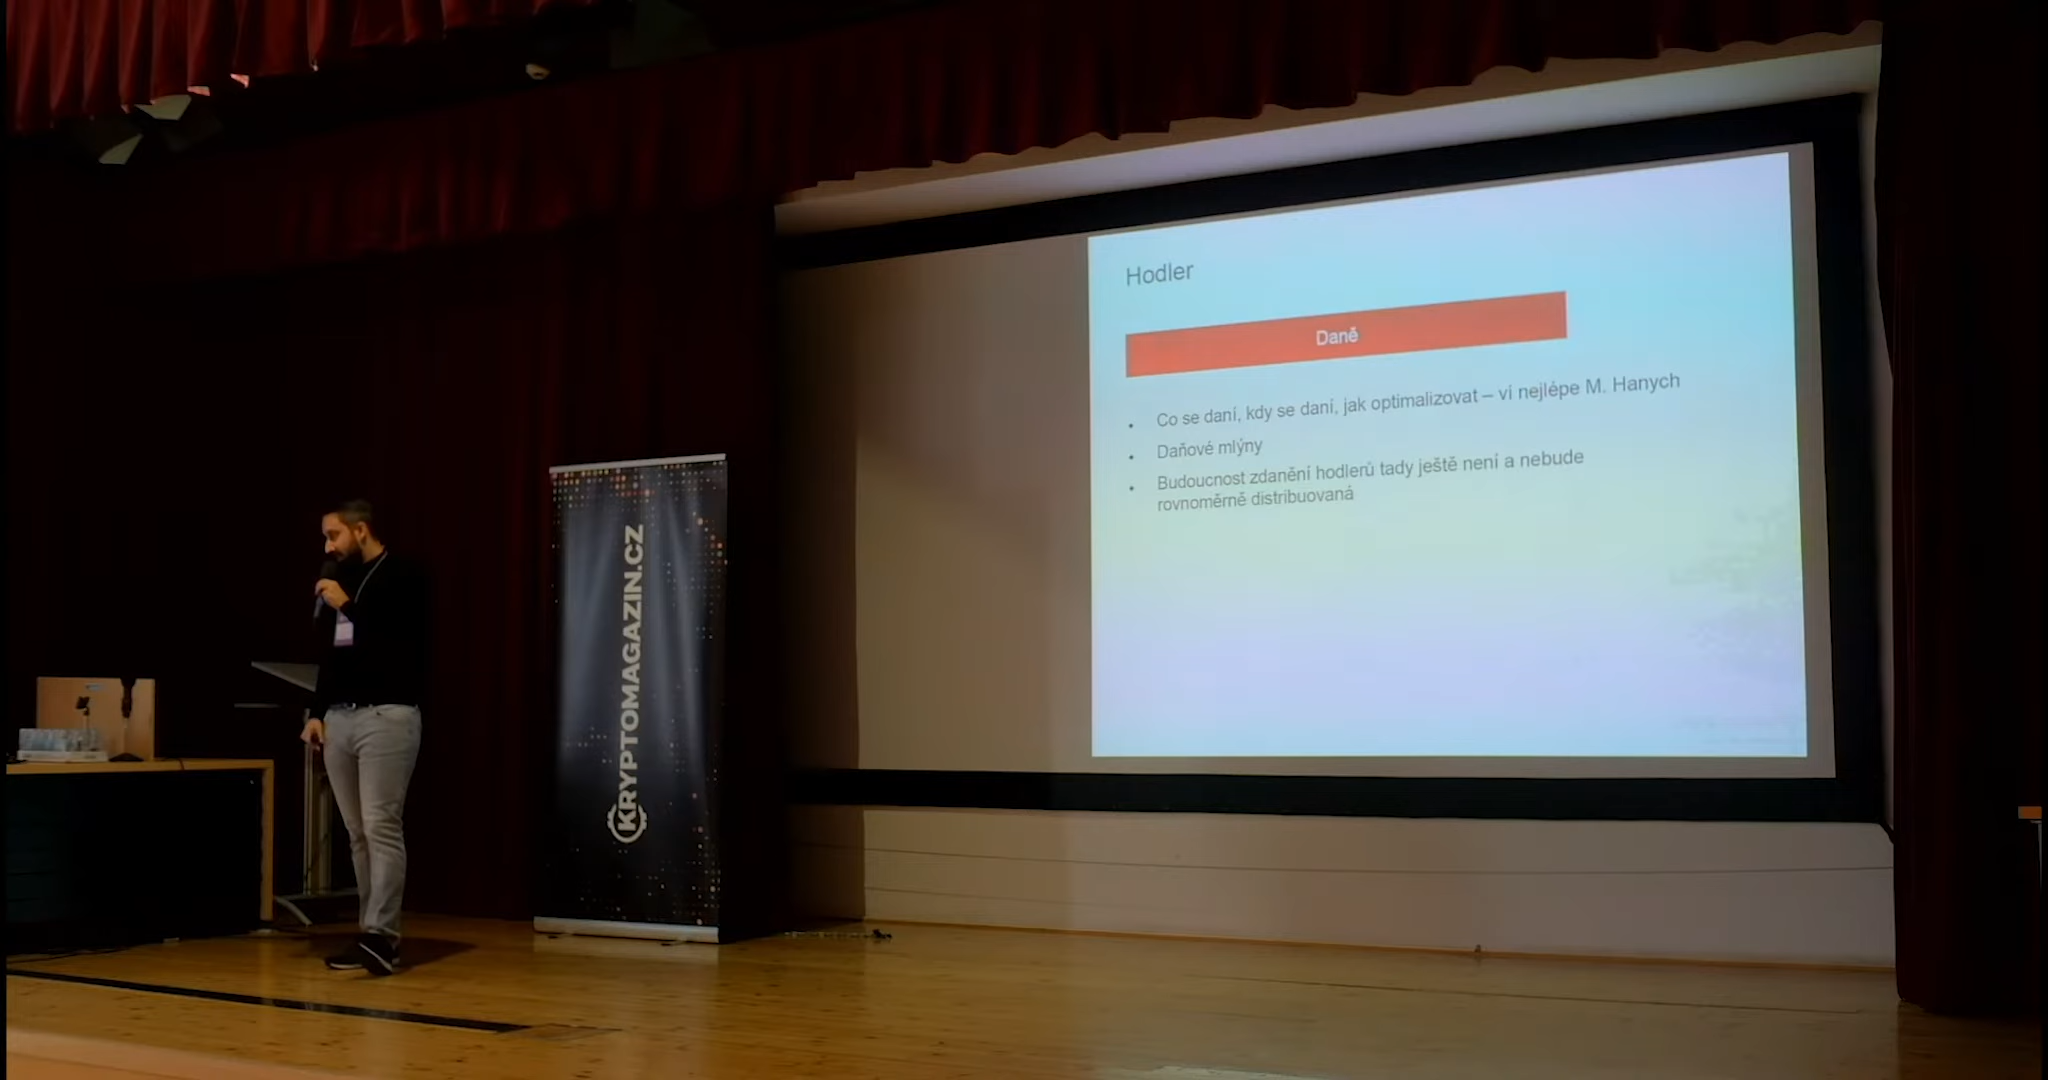 Hodler
Daně
Co se daní, kdy se daní, jak optimalizovat – ví nejlépe M. Hanych
Daňové mlýny
Budoucnost zdanění hodlerů tady ještě není a nebude
rovnoměrně distribuovaná
KRYPTOMAGAZIN.CZ